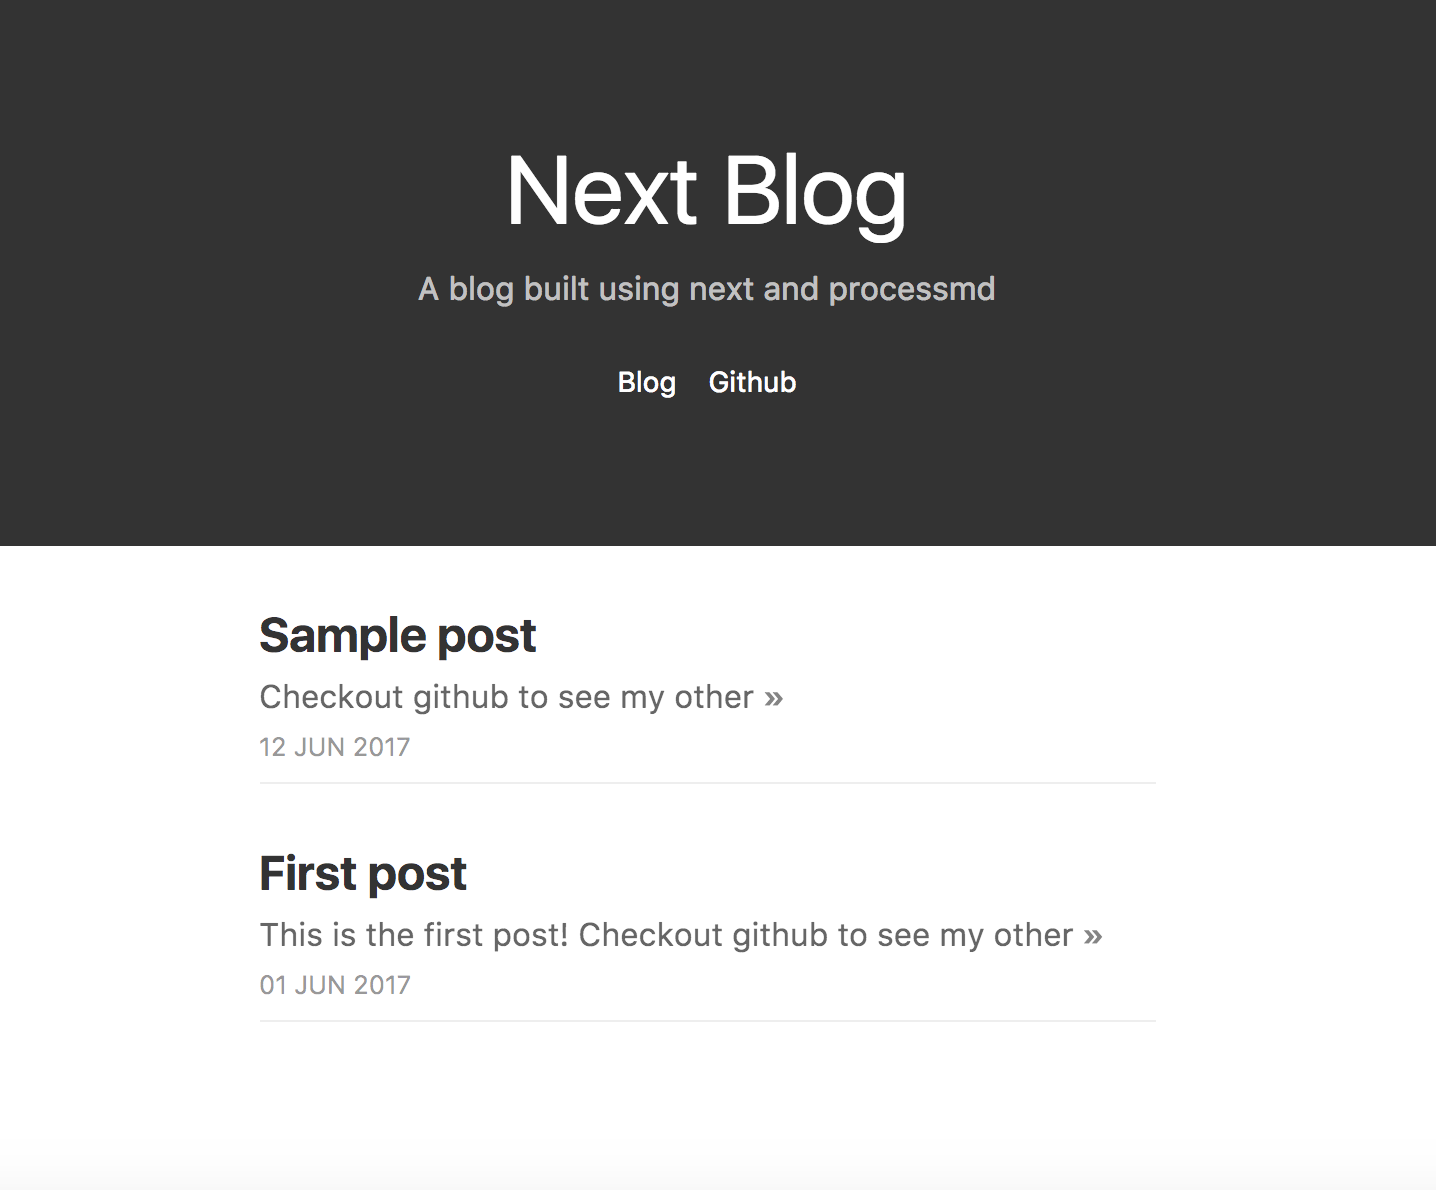 Next Blog
A blog built using next and processmd
Blog Github
Sample post
Checkout github to see my other »
12 JUN 2017
First post
This is the first post! Checkout github to see my other »
01 JUN 2017